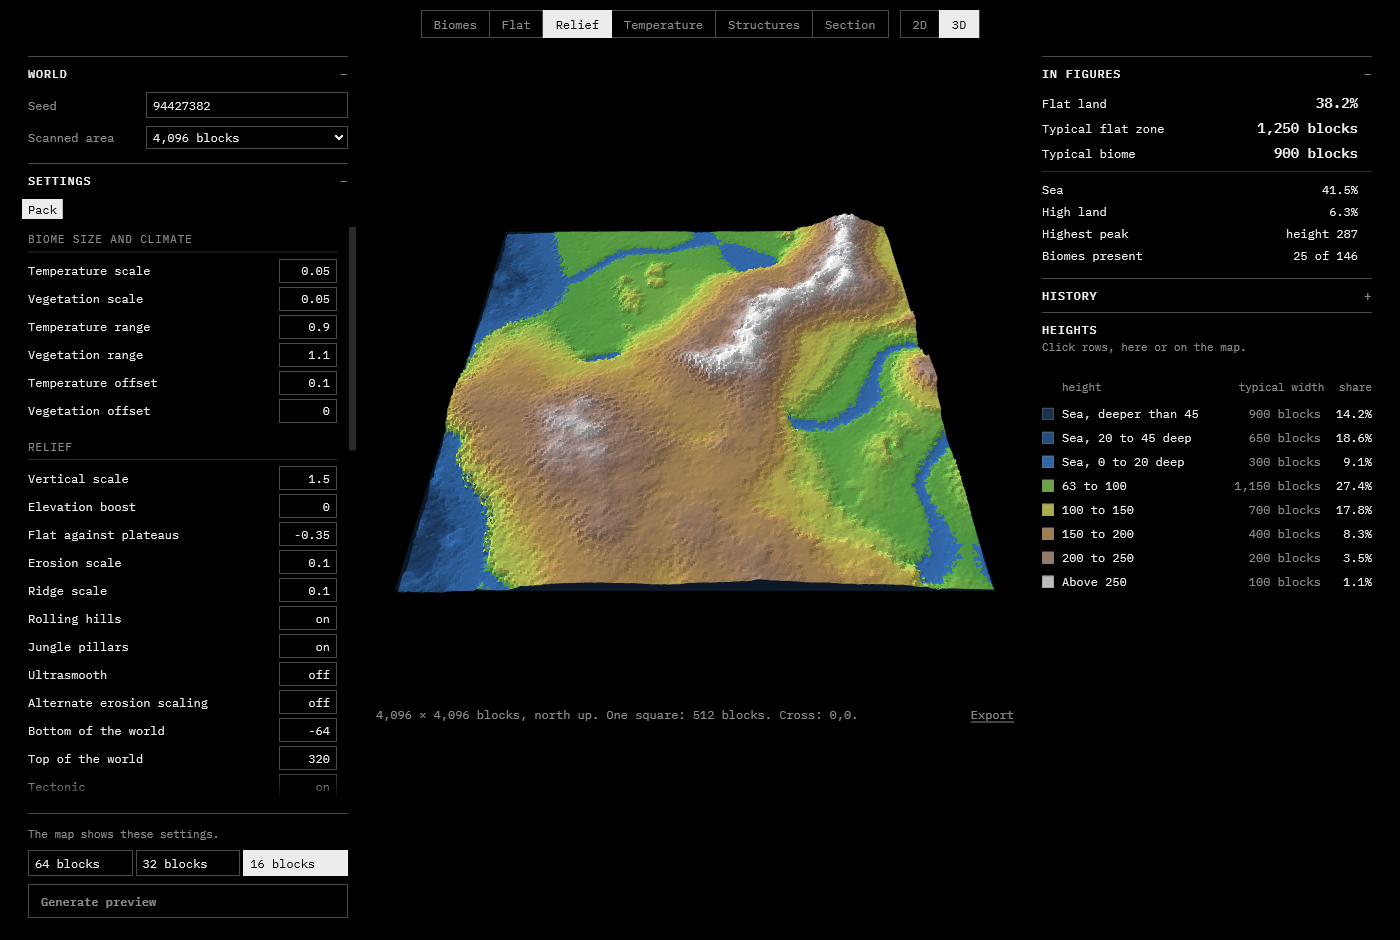 Biomes Flat Relief Temperature Structures Section 2D 3D
WORLD −
Seed 94427382
Scanned area 4,096 blocks
SETTINGS −
Pack
BIOME SIZE AND CLIMATE
Temperature scale 0.05
Vegetation scale 0.05
Temperature range 0.9
Vegetation range 1.1
Temperature offset 0.1
Vegetation offset 0
RELIEF
Vertical scale 1.5
Elevation boost 0
Flat against plateaus -0.35
Erosion scale 0.1
Ridge scale 0.1
Rolling hills on
Jungle pillars on
Ultrasmooth off
Alternate erosion scaling off
Bottom of the world -64
Top of the world 320
Tectonic on
The map shows these settings.
64 blocks 32 blocks 16 blocks
Generate preview
4,096 × 4,096 blocks, north up. One square: 512 blocks. Cross: 0,0. Export
IN FIGURES −
Flat land 38.2%
Typical flat zone 1,250 blocks
Typical biome 900 blocks
Sea 41.5%
High land 6.3%
Highest peak height 287
Biomes present 25 of 146
HISTORY +
HEIGHTS
Click rows, here or on the map.
height typical width share
Sea, deeper than 45 900 blocks 14.2%
Sea, 20 to 45 deep 650 blocks 18.6%
Sea, 0 to 20 deep 300 blocks 9.1%
63 to 100 1,150 blocks 27.4%
100 to 150 700 blocks 17.8%
150 to 200 400 blocks 8.3%
200 to 250 200 blocks 3.5%
Above 250 100 blocks 1.1%